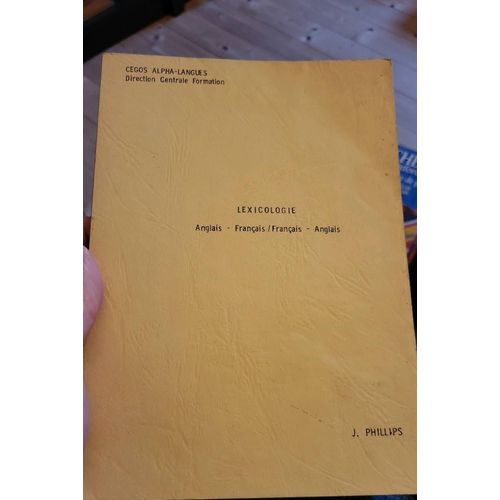 CEGOS ALPHA-LANGUES
Direction Centrale Formation
LEXICOLOGIE
Anglais - Français / Français - Anglais
J. PHILLIPS